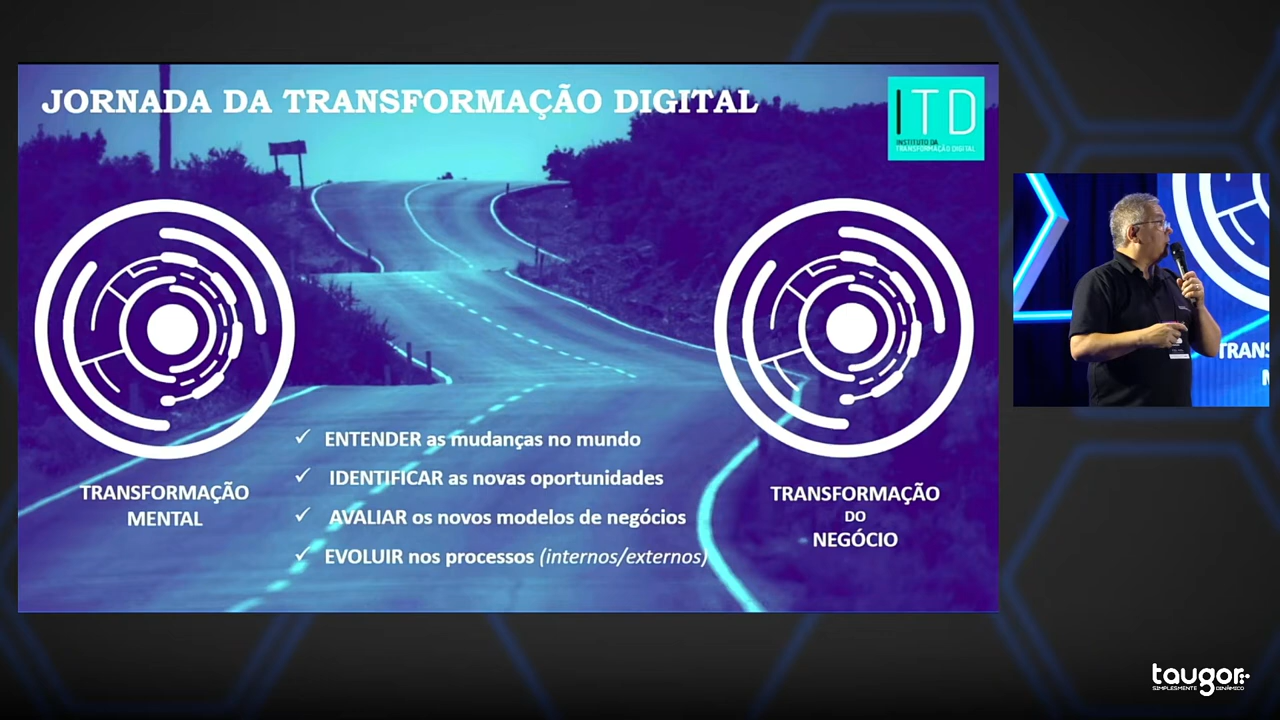 JORNADA DA TRANSFORMAÇÃO DIGITAL
ITD
INSTITUTO DA
TRANSFORMAÇÃO DIGITAL
✓ ENTENDER as mudanças no mundo
✓ IDENTIFICAR as novas oportunidades
✓ AVALIAR os novos modelos de negócios
✓ EVOLUIR nos processos (internos/externos)
TRANSFORMAÇÃO
MENTAL
TRANSFORMAÇÃO
DO
NEGÓCIO
TRANS
M
taugor
SIMPLESMENTE DINÂMICO